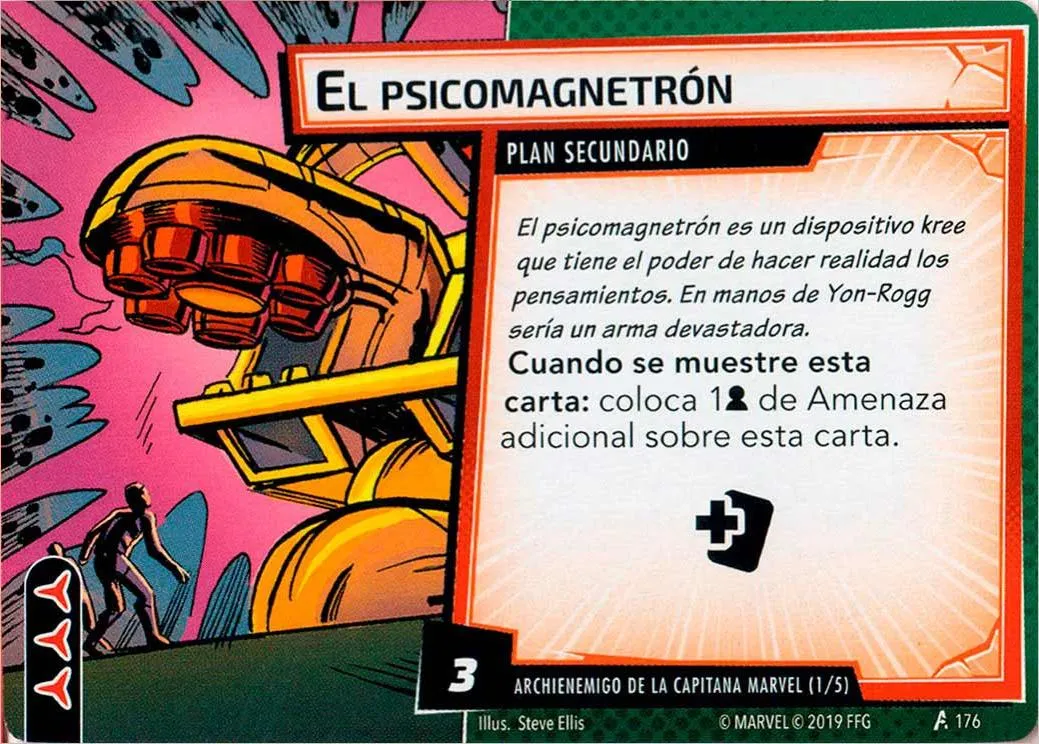 El psicomagnetrón
PLAN SECUNDARIO
El psicomagnetrón es un dispositivo kree
que tiene el poder de hacer realidad los
pensamientos. En manos de Yon-Rogg
sería un arma devastadora.
Cuando se muestre esta
carta: coloca 1 de Amenaza
adicional sobre esta carta.
3
ARCHIENEMIGO DE LA CAPITANA MARVEL (1/5)
Illus. Steve Ellis
© MARVEL © 2019 FFG
176